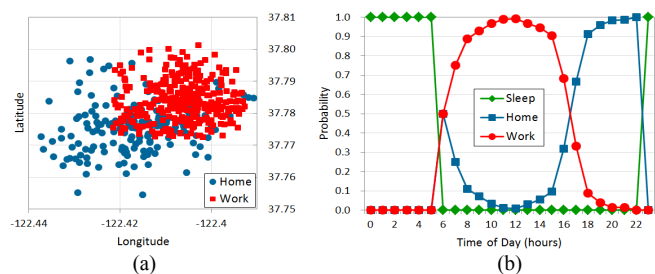 37.81
37.80
37.79
37.78
37.77
37.76
37.75
Latitude
-122.44
-122.42
-122.4
Longitude
Home
Work
(a)
1.0
0.9
0.8
0.7
0.6
0.5
0.4
0.3
0.2
0.1
0.0
Probability
Sleep
Home
Work
0 2 4 6 8 10 12 14 16 18 20 22
Time of Day (hours)
(b)